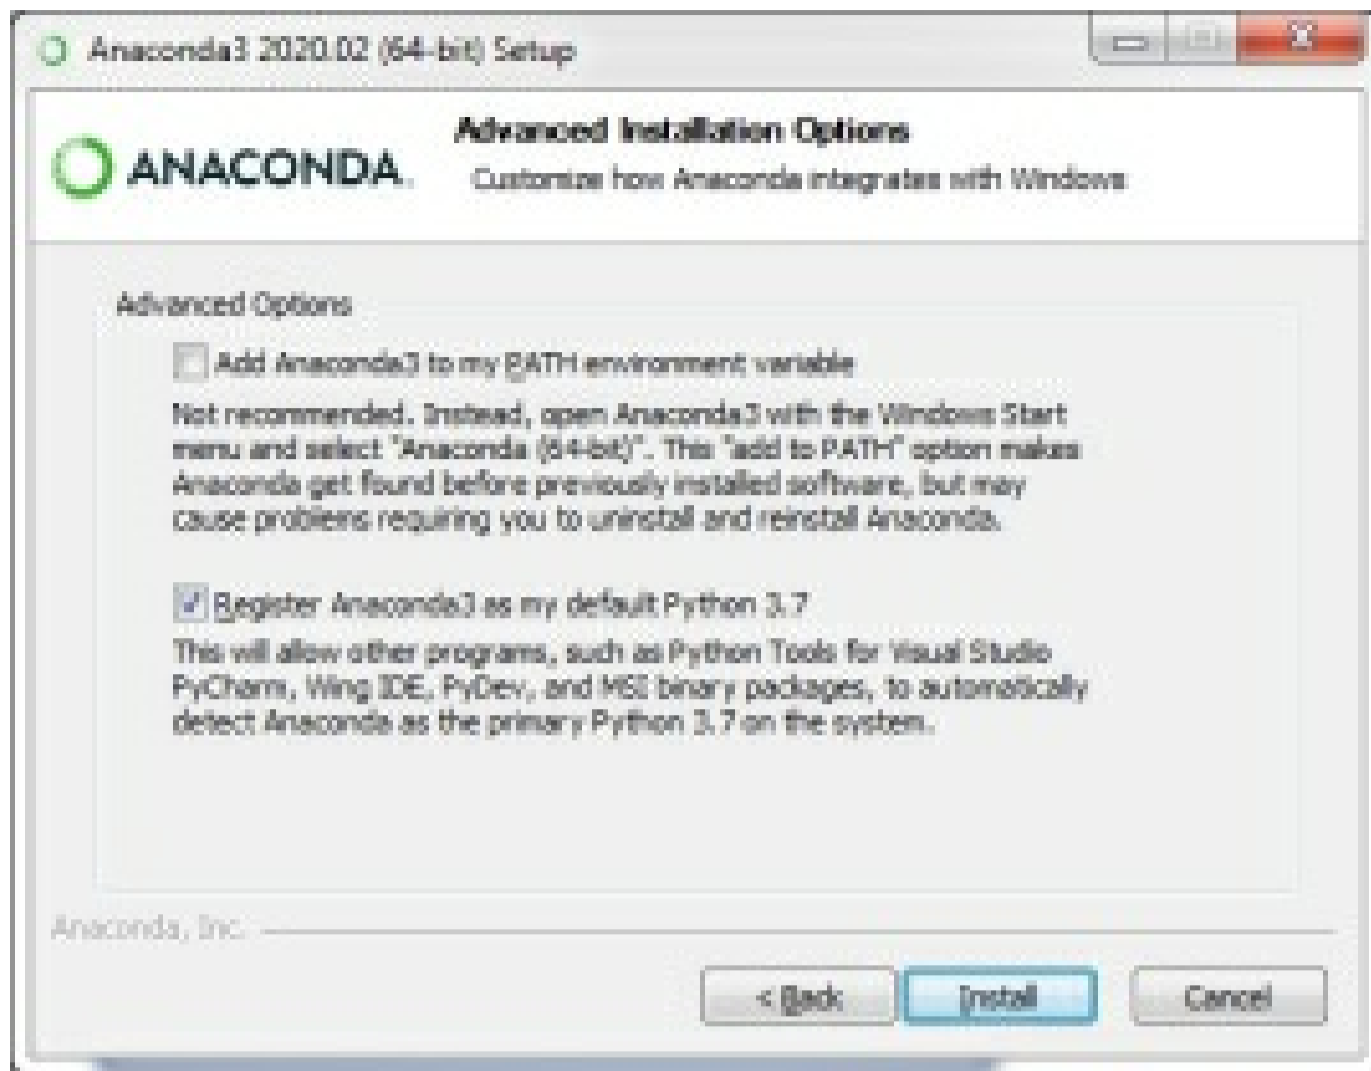 Anaconda3 2020.02 (64-bit) Setup
ANACONDA.
Advanced Installation Options
Customize how Anaconda integrates with Windows
Advanced Options
Add Anaconda3 to my PATH environment variable
Not recommended. Instead, open Anaconda3 with the Windows Start
menu and select "Anaconda (64-bit)". This "add to PATH" option makes
Anaconda get found before previously installed software, but may
cause problems requiring you to uninstall and reinstall Anaconda.
Register Anaconda3 as my default Python 3.7
This will allow other programs, such as Python Tools for Visual Studio
PyCharm, Wing IDE, PyDev, and MSI binary packages, to automatically
detect Anaconda as the primary Python 3.7 on the system.
Anaconda, Inc.
< Back
Install
Cancel